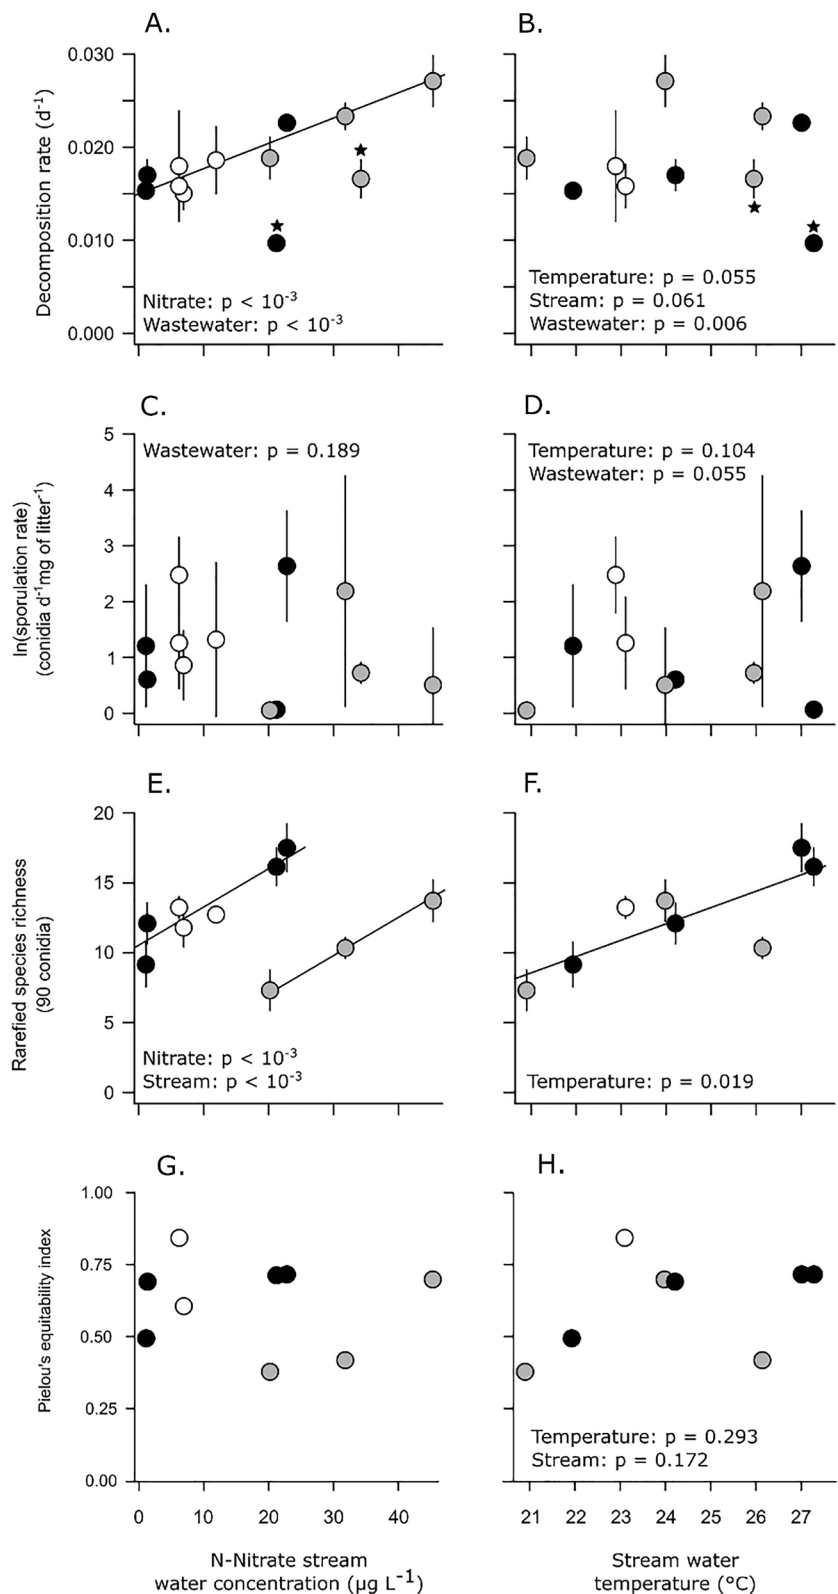 A.
B.
Decomposition rate (d⁻¹)
0.030
0.020
0.010
0.000
Nitrate: p < 10⁻³
Wastewater: p < 10⁻³
Temperature: p = 0.055
Stream: p = 0.061
Wastewater: p = 0.006
C.
D.
ln(sporulation rate)
(conidia d⁻¹mg of litter⁻¹)
5
4
3
2
1
0
Wastewater: p = 0.189
Temperature: p = 0.104
Wastewater: p = 0.055
E.
F.
Rarefied species richness
(90 conidia)
20
15
10
5
0
Nitrate: p < 10⁻³
Stream: p < 10⁻³
Temperature: p = 0.019
G.
H.
Pielou's equitability index
1.00
0.75
0.50
0.25
0.00
Temperature: p = 0.293
Stream: p = 0.172
0 10 20 30 40
21 22 23 24 25 26 27
N-Nitrate stream
water concentration (µg L⁻¹)
Stream water
temperature (°C)